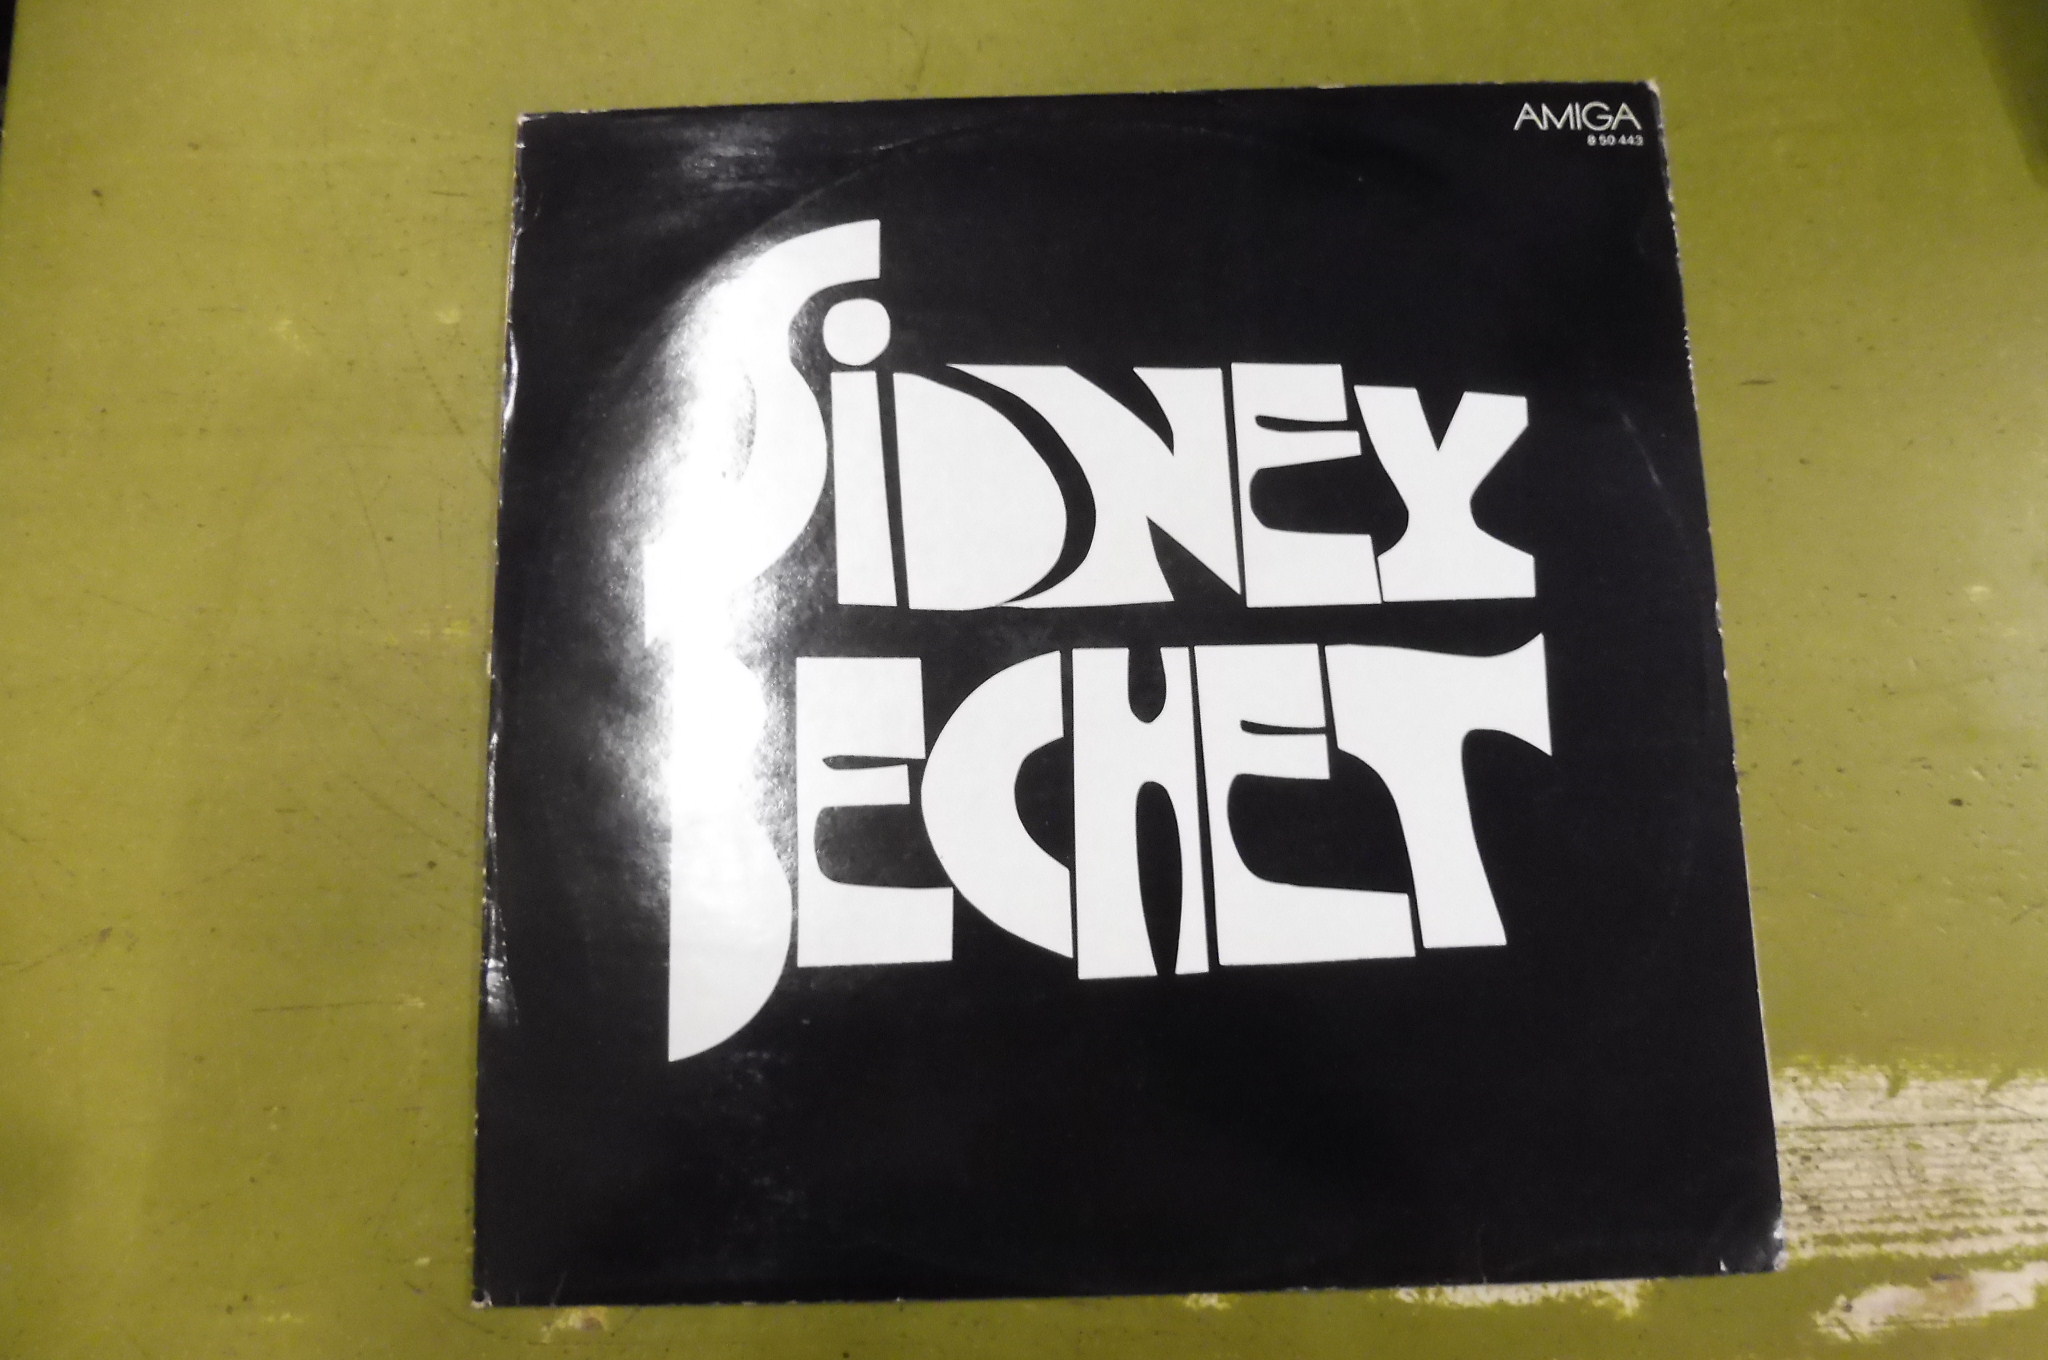 AMIGA
8 50 443
SiDNEY
BECHET